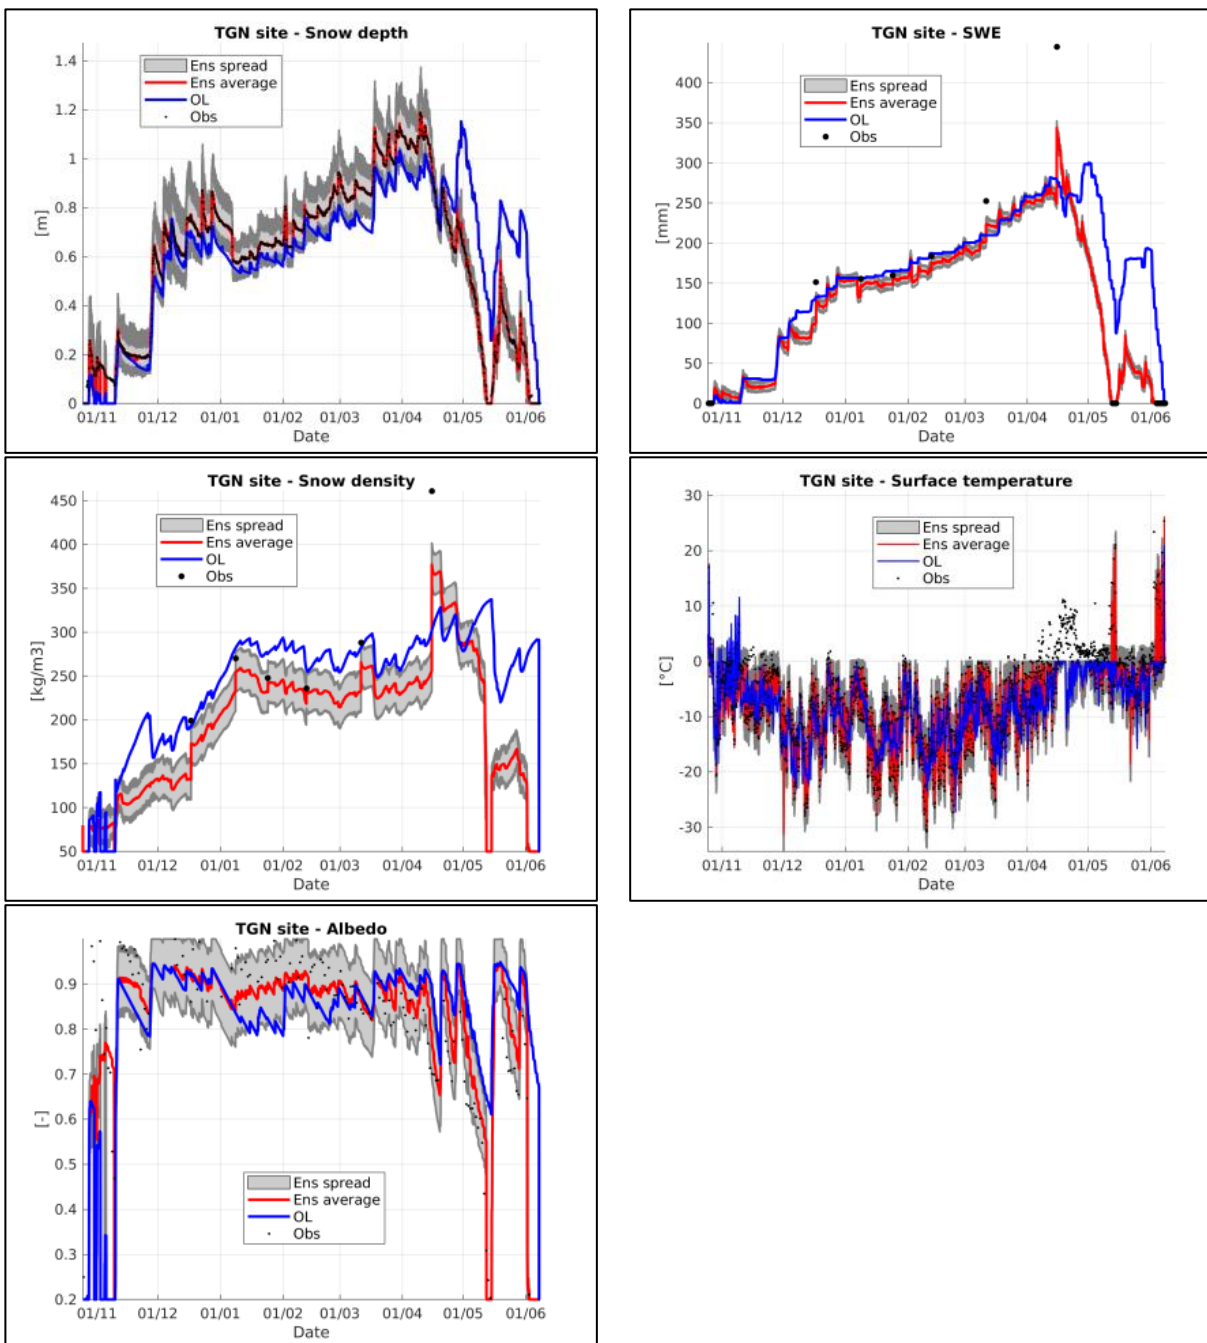 TGN site - Snow depth
1.4
1.2
1
0.8
0.6
0.4
0.2
0
[m]
Ens spread
Ens average
OL
Obs
01/11 01/12 01/01 01/02 01/03 01/04 01/05 01/06
Date
TGN site - SWE
400
350
300
250
200
150
100
50
0
[mm]
Ens spread
Ens average
OL
Obs
01/11 01/12 01/01 01/02 01/03 01/04 01/05 01/06
Date
TGN site - Snow density
450
400
350
300
250
200
150
100
50
[kg/m3]
Ens spread
Ens average
OL
Obs
01/11 01/12 01/01 01/02 01/03 01/04 01/05 01/06
Date
TGN site - Surface temperature
30
20
10
0
-10
-20
-30
[°C]
Ens spread
Ens average
OL
Obs
01/11 01/12 01/01 01/02 01/03 01/04 01/05 01/06
Date
TGN site - Albedo
0.9
0.8
0.7
0.6
0.5
0.4
0.3
0.2
[-]
Ens spread
Ens average
OL
Obs
01/11 01/12 01/01 01/02 01/03 01/04 01/05 01/06
Date